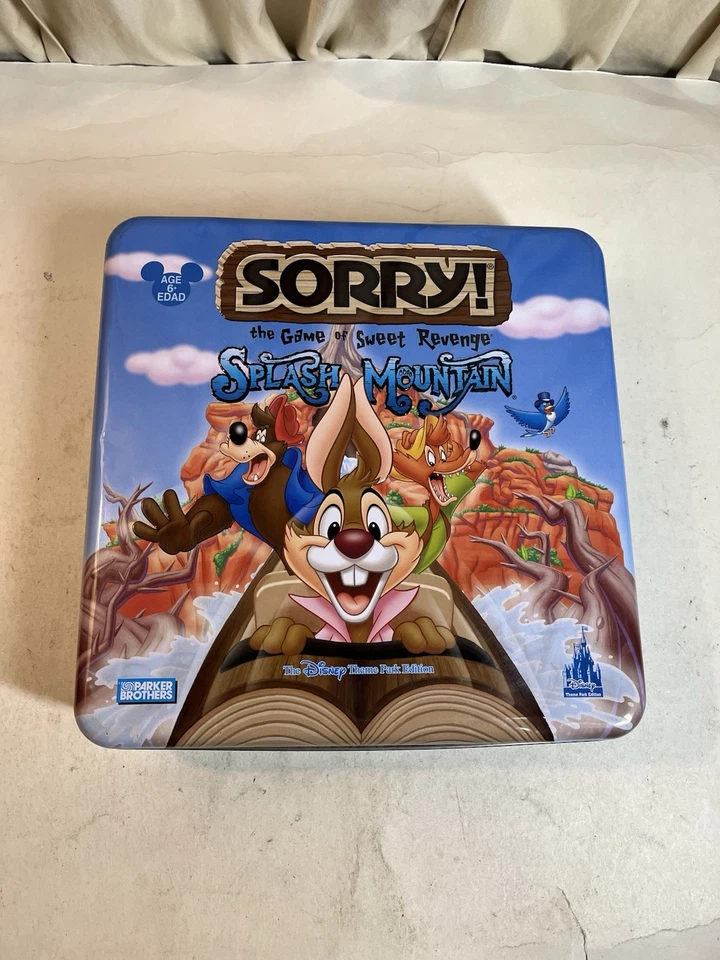 AGE
6+
EDAD
SORRY!®
the Game of Sweet Revenge®
SPLASH MOUNTAIN®
The Disney Theme Park Edition
PARKER
BROTHERS
Disney
Theme Park Edition